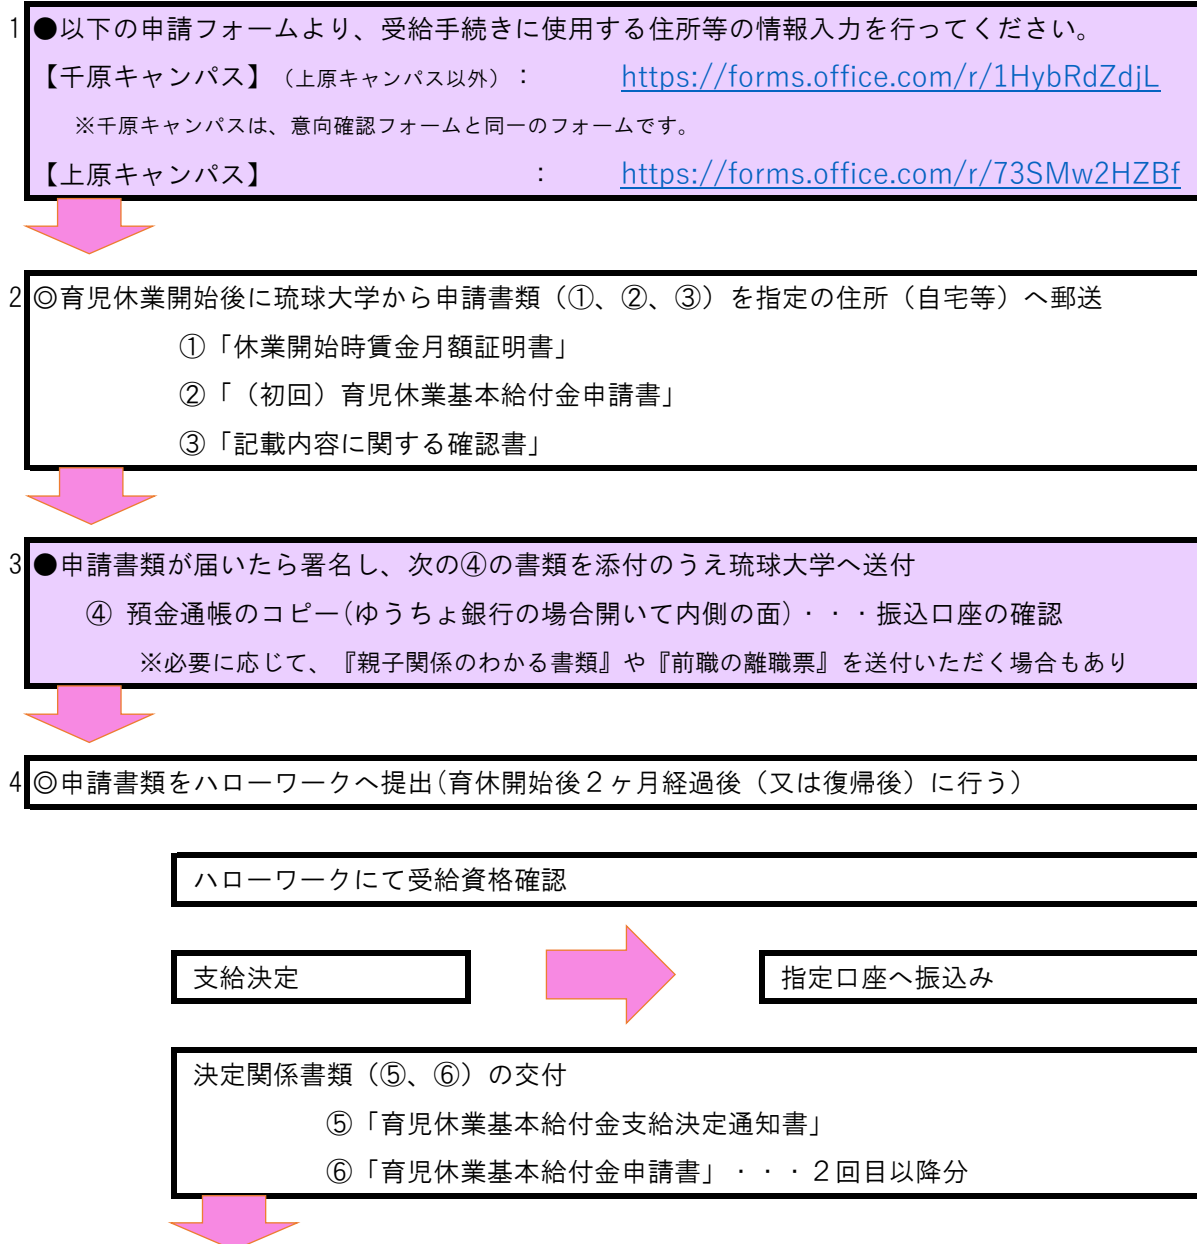 1 ●以下の申請フォームより、受給手続きに使用する住所等の情報入力を行ってください。
【千原キャンパス】（上原キャンパス以外）： https://forms.office.com/r/1HybRdZdjL
※千原キャンパスは、意向確認フォームと同一のフォームです。
【上原キャンパス】 ： https://forms.office.com/r/73SMw2HZBf
2 ◎育児休業開始後に琉球大学から申請書類（①、②、③）を指定の住所（自宅等）へ郵送
①「休業開始時賃金月額証明書」
②「（初回）育児休業基本給付金申請書」
③「記載内容に関する確認書」
3 ●申請書類が届いたら署名し、次の④の書類を添付のうえ琉球大学へ送付
④ 預金通帳のコピー(ゆうちょ銀行の場合開いて内側の面)・・・振込口座の確認
※必要に応じて、『親子関係のわかる書類』や『前職の離職票』を送付いただく場合もあり
4 ◎申請書類をハローワークへ提出(育休開始後２ヶ月経過後（又は復帰後）に行う)
ハローワークにて受給資格確認
支給決定 指定口座へ振込み
決定関係書類（⑤、⑥）の交付
⑤「育児休業基本給付金支給決定通知書」
⑥「育児休業基本給付金申請書」・・・２回目以降分